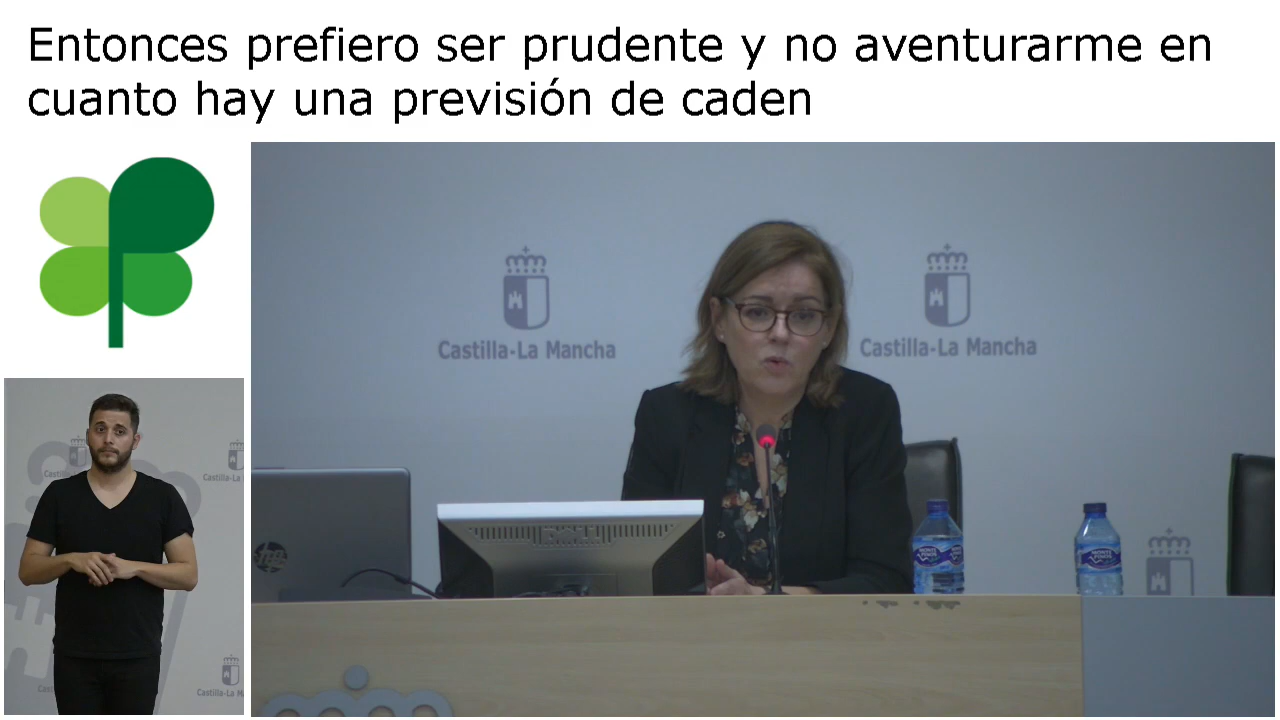 Entonces prefiero ser prudente y no aventurarme en
cuanto hay una previsión de caden
Castilla-La Mancha
Castilla-La Mancha
hp